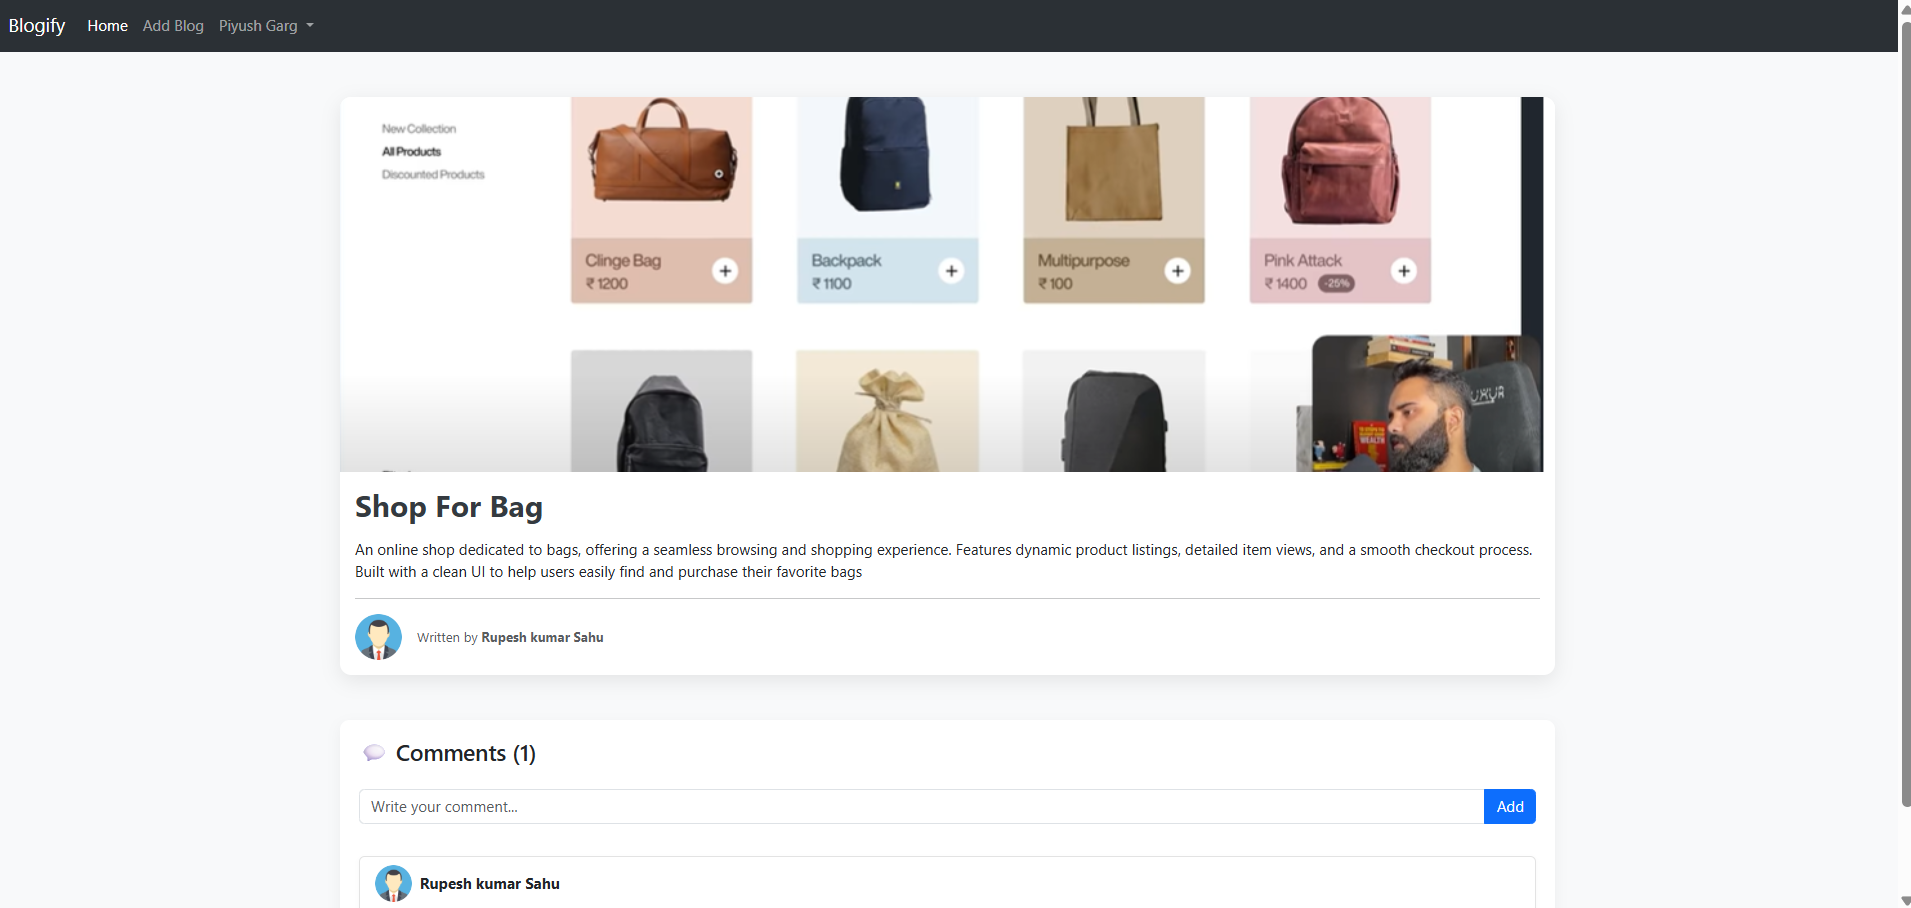 Blogify Home Add Blog Piyush Garg
New Collection
All Products
Discounted Products
Clinge Bag
₹ 1200
Backpack
₹ 1100
Multipurpose
₹ 100
Pink Attack
₹ 1400 -25%
WEALTH
Shop For Bag
An online shop dedicated to bags, offering a seamless browsing and shopping experience. Features dynamic product listings, detailed item views, and a smooth checkout process.
Built with a clean UI to help users easily find and purchase their favorite bags
Written by Rupesh kumar Sahu
Comments (1)
Write your comment...
Add
Rupesh kumar Sahu